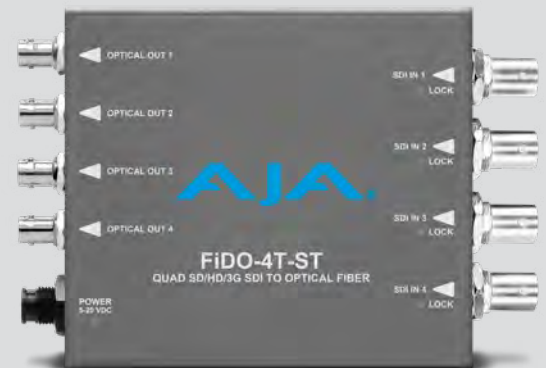 OPTICAL OUT 1
OPTICAL OUT 2
OPTICAL OUT 3
OPTICAL OUT 4
POWER
5-20 VDC
SDI IN 1
LOCK
SDI IN 2
LOCK
SDI IN 3
LOCK
SDI IN 4
LOCK
AJA
FiDO-4T-ST
QUAD SD/HD/3G SDI TO OPTICAL FIBER